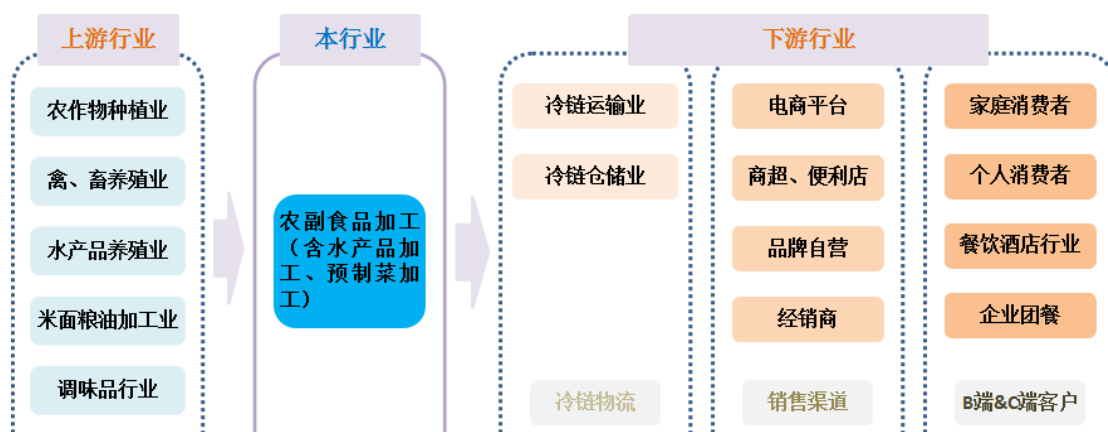 上游行业
本行业
下游行业
农作物种植业
禽、畜养殖业
水产品养殖业
米面粮油加工业
调味品行业
农副食品加工
（含水产品加
工、预制菜加
工）
冷链运输业
冷链仓储业
冷链物流
电商平台
商超、便利店
品牌自营
经销商
销售渠道
家庭消费者
个人消费者
餐饮酒店行业
企业团餐
B端&C端客户